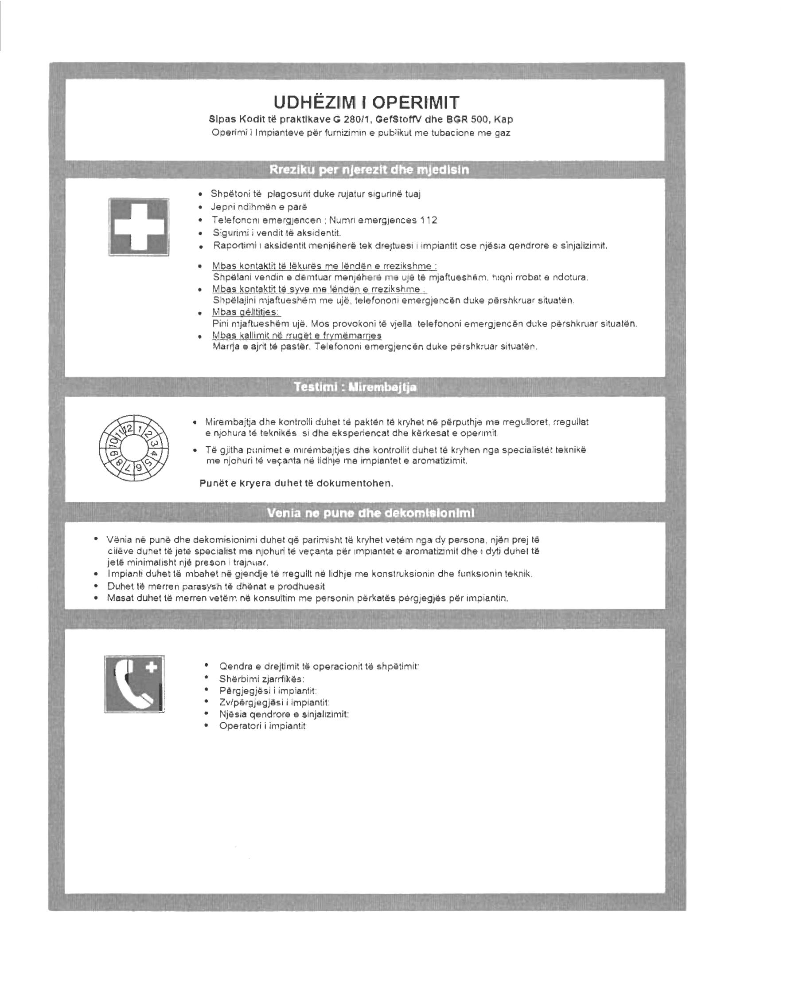 UDHËZIM I OPERIMIT
Sipas Kodit të praktikave G 280/1, GefStoffV dhe BGR 500, Kap
Operimi i Impianteve për furnizimin e publikut me tubacione me gaz
Rreziku per njerezit dhe mjedisin
• Shpëtoni të plagosurit duke rujatur sigurinë tuaj
• Jepni ndihmën e parë
• Telefononi emergjencen ; Numri emergjences 112
• Sigurimi i vendit të aksidentit.
• Raportimi i aksidentit menjëherë tek drejtuesi i impiantit ose njësia qendrore e sinjalizimit.
• Mbas kontaktit të lëkurës me lëndën e rrezikshme :
Shpëlani vendin e dëmtuar menjëherë me ujë të mjaftueshëm, hiqni rrobat e ndotura.
• Mbas kontaktit të syve me lëndën e rrezikshme :
Shpëlajini mjaftueshëm me ujë, telefononi emergjencën duke përshkruar situatën.
• Mbas gëlltitjes:
Pini mjaftueshëm ujë. Mos provokoni të vjella telefononi emergjencën duke përshkruar situatën.
• Mbas kallimit në rrugët e frymëmarrjes
Marrja e ajrit të pastër. Telefononi emergjencën duke përshkruar situatën.
Testimi : Mirembajtja
12 1 2 3 4 5 6 7 8 9 10 11
• Mirëmbajtja dhe kontrolli duhet të paktën të kryhet në përputhje me rregulloret, rregullat
e njohura të teknikës, si dhe eksperiencat dhe kërkesat e operimit.
• Të gjitha punimet e mirëmbajtjes dhe kontrollit duhet të kryhen nga specialistët teknikë
me njohuri të veçanta në lidhje me impiantet e aromatizimit.
Punët e kryera duhet të dokumentohen.
Venia ne pune dhe dekomisionimi
• Vënia në punë dhe dekomisionimi duhet që parimisht të kryhet vetëm nga dy persona, njën prej të
cilëve duhet të jetë specialist me njohuri të veçanta për impiantet e aromatizimit dhe i dyti duhet të
jetë minimalisht një preson i trajnuar.
• Impianti duhet të mbahet në gjendje të rregullt në lidhje me konstruksionin dhe funksionin teknik.
• Duhet të merren parasysh të dhënat e prodhuesit
• Masat duhet të merren vetëm në konsultim me personin përkatës përgjegjës për impiantin.
• Qendra e drejtimit të operacionit të shpëtimit:
• Shërbimi zjarrfikës:
• Përgjegjësi i impiantit:
• Zv/përgjegjësi i impiantit:
• Njësia qendrore e sinjalizimit:
• Operatori i impiantit